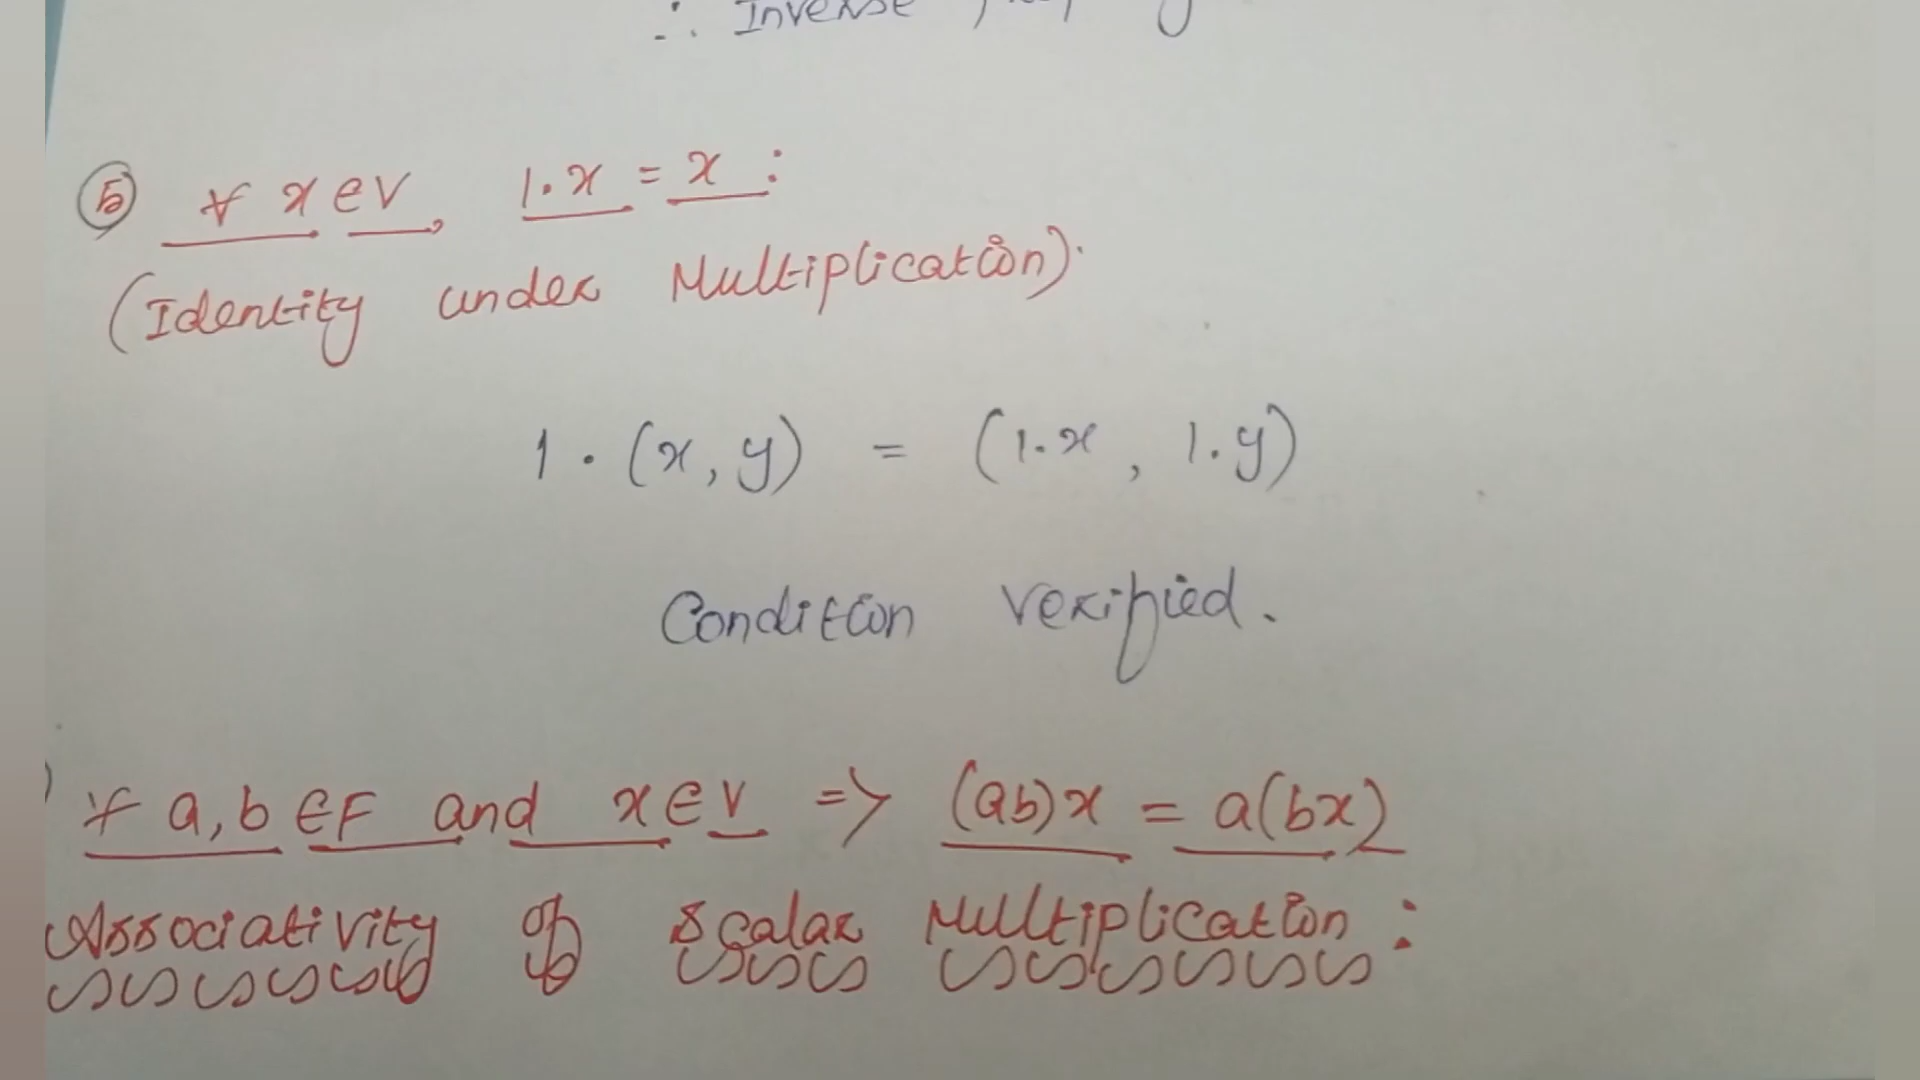 ∴ Inverse
⑤ ∀ x ∈ V, 1.x = x :
(Identity under Multiplication).
1 . (x, y) = (1.x , 1.y)
Condition verified.
) ∀ a, b ∈ F and x ∈ V => (ab)x = a(bx)
Associativity of Scalar Multiplication :